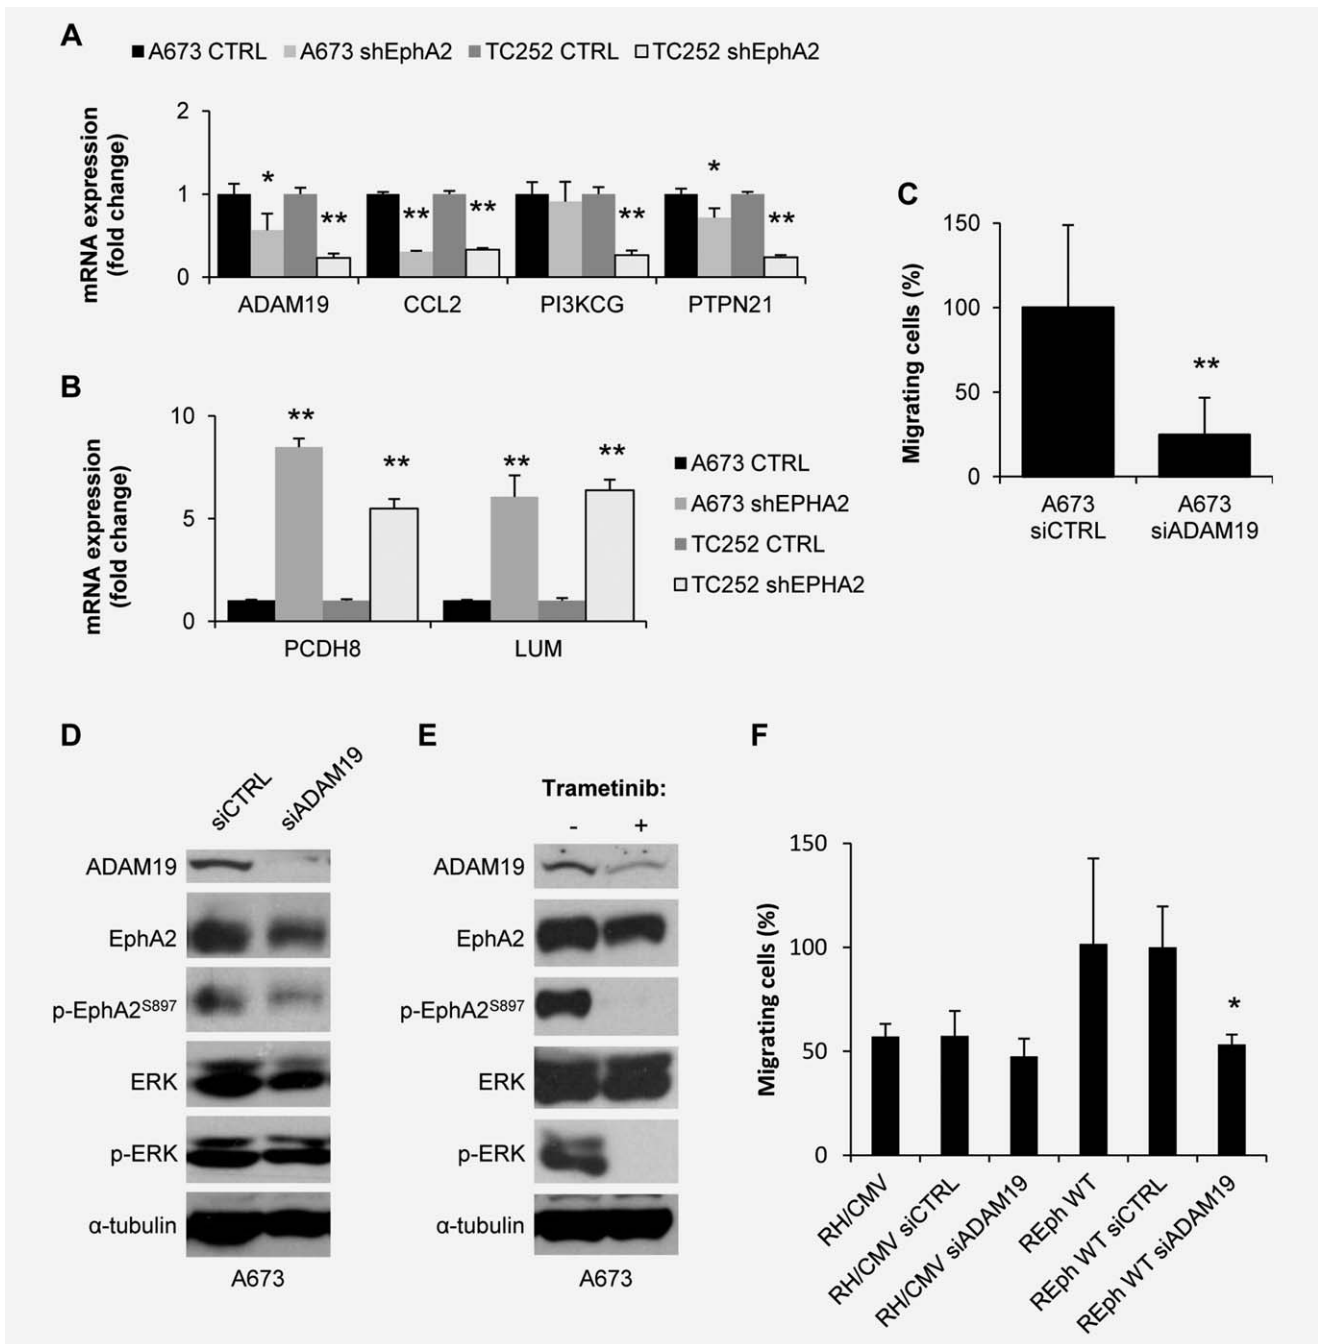 A
A673 CTRL A673 shEphA2 TC252 CTRL TC252 shEphA2
mRNA expression
(fold change)
2
1
0
* ** ** ** ** * **
ADAM19 CCL2 PI3KCG PTPN21
B
mRNA expression
(fold change)
10
5
0
** ** ** **
PCDH8 LUM
A673 CTRL
A673 shEPHA2
TC252 CTRL
TC252 shEPHA2
C
Migrating cells (%)
150
100
50
0
**
A673
siCTRL
A673
siADAM19
D
siCTRL siADAM19
ADAM19
EphA2
p-EphA2S897
ERK
p-ERK
α-tubulin
A673
E
Trametinib:
- +
ADAM19
EphA2
p-EphA2S897
ERK
p-ERK
α-tubulin
A673
F
Migrating cells (%)
150
100
50
0
*
RH/CMV
RH/CMV siCTRL
RH/CMV siADAM19
REph WT
REph WT siCTRL
REph WT siADAM19